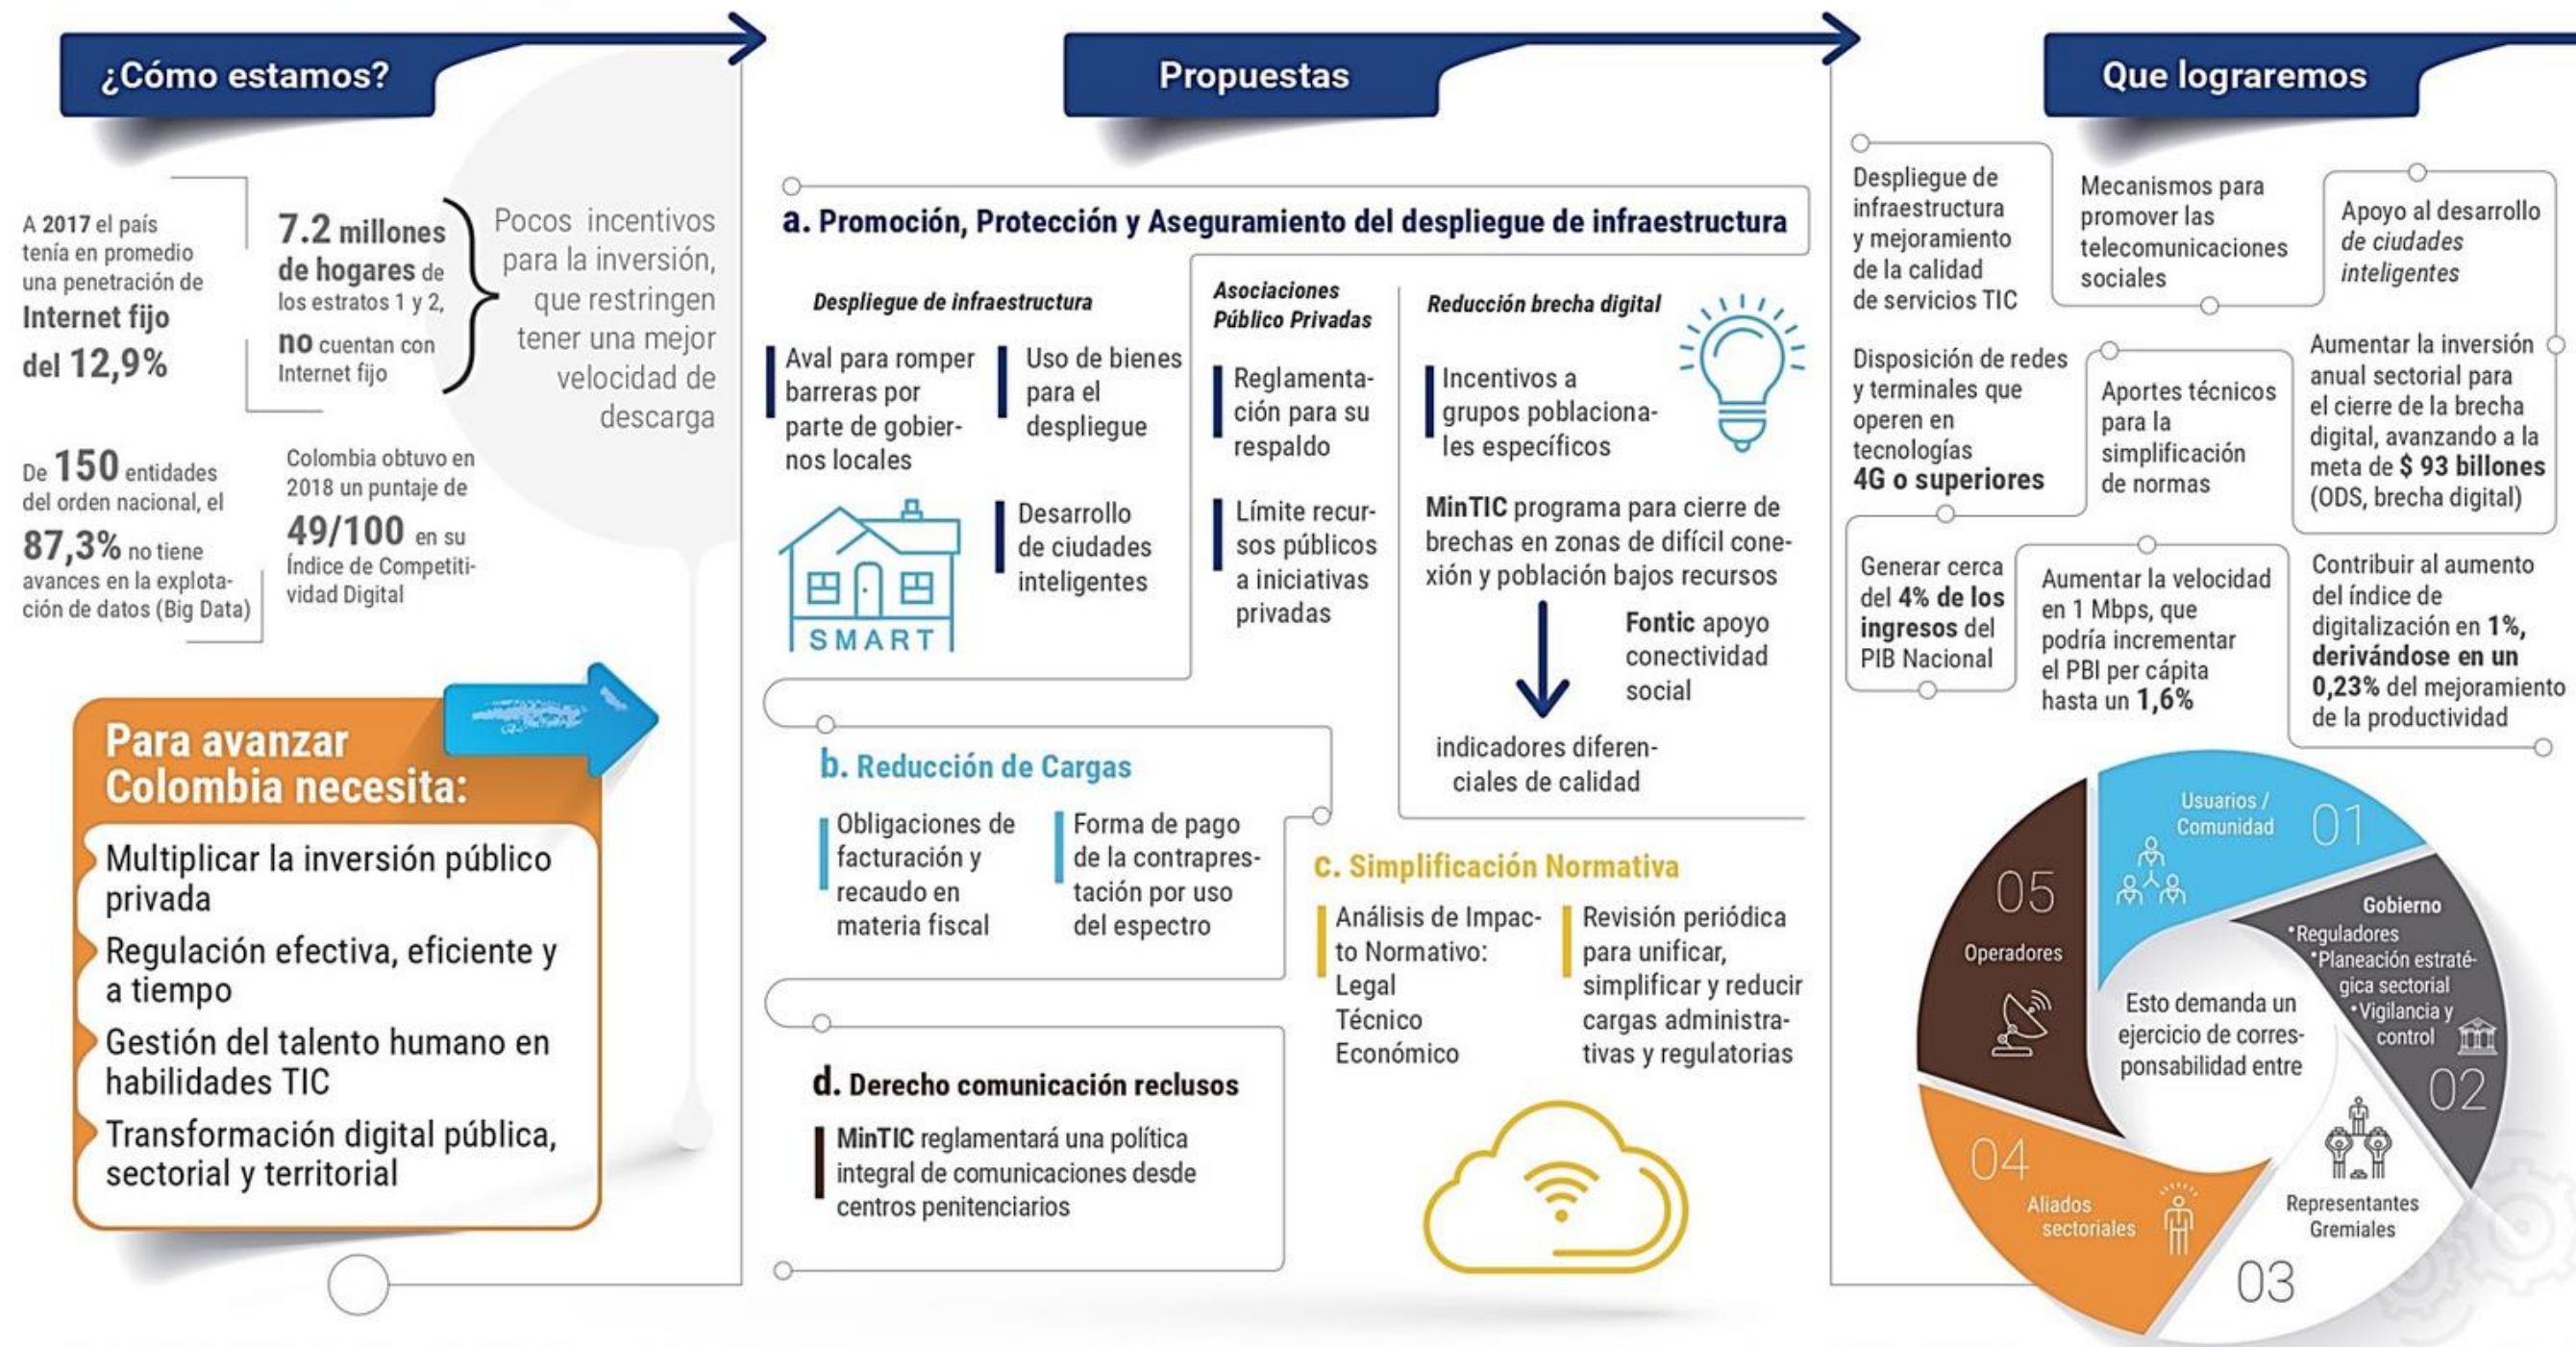 ¿Cómo estamos?
A 2017 el país
tenía en promedio
una penetración de
Internet fijo
del 12,9%
7.2 millones
de hogares de
los estratos 1 y 2,
no cuentan con
Internet fijo
Pocos incentivos
para la inversión,
que restringen
tener una mejor
velocidad de
descarga
De 150 entidades
del orden nacional, el
87,3% no tiene
avances en la explota-
ción de datos (Big Data)
Colombia obtuvo en
2018 un puntaje de
49/100 en su
Índice de Competiti-
vidad Digital
Para avanzar
Colombia necesita:
Multiplicar la inversión público
privada
Regulación efectiva, eficiente y
a tiempo
Gestión del talento humano en
habilidades TIC
Transformación digital pública,
sectorial y territorial
Propuestas
a. Promoción, Protección y Aseguramiento del despliegue de infraestructura
Despliegue de infraestructura
Aval para romper
barreras por
parte de gobier-
nos locales
Uso de bienes
para el
despliegue
SMART
Desarrollo
de ciudades
inteligentes
Asociaciones
Público Privadas
Reglamenta-
ción para su
respaldo
Límite recur-
sos públicos
a iniciativas
privadas
Reducción brecha digital
Incentivos a
grupos poblaciona-
les específicos
MinTIC programa para cierre de
brechas en zonas de difícil cone-
xión y población bajos recursos
Fontic apoyo
conectividad
social
indicadores diferen-
ciales de calidad
b. Reducción de Cargas
Obligaciones de
facturación y
recaudo en
materia fiscal
Forma de pago
de la contrapres-
tación por uso
del espectro
c. Simplificación Normativa
Análisis de Impac-
to Normativo:
Legal
Técnico
Económico
Revisión periódica
para unificar,
simplificar y reducir
cargas administra-
tivas y regulatorias
d. Derecho comunicación reclusos
MinTIC reglamentará una política
integral de comunicaciones desde
centros penitenciarios
Que lograremos
Despliegue de
infraestructura
y mejoramiento
de la calidad
de servicios TIC
Mecanismos para
promover las
telecomunicaciones
sociales
Apoyo al desarrollo
de ciudades
inteligentes
Disposición de redes
y terminales que
operen en
tecnologías
4G o superiores
Aportes técnicos
para la
simplificación
de normas
Aumentar la inversión
anual sectorial para
el cierre de la brecha
digital, avanzando a la
meta de $ 93 billones
(ODS, brecha digital)
Generar cerca
del 4% de los
ingresos del
PIB Nacional
Aumentar la velocidad
en 1 Mbps, que
podría incrementar
el PBI per cápita
hasta un 1,6%
Contribuir al aumento
del índice de
digitalización en 1%,
derivándose en un
0,23% del mejoramiento
de la productividad
Esto demanda un
ejercicio de corres-
ponsabilidad entre
Usuarios /
Comunidad
01
Gobierno
*Reguladores
*Planeación estraté-
gica sectorial
*Vigilancia y
control
02
Representantes
Gremiales
03
04
Aliados
sectoriales
05
Operadores